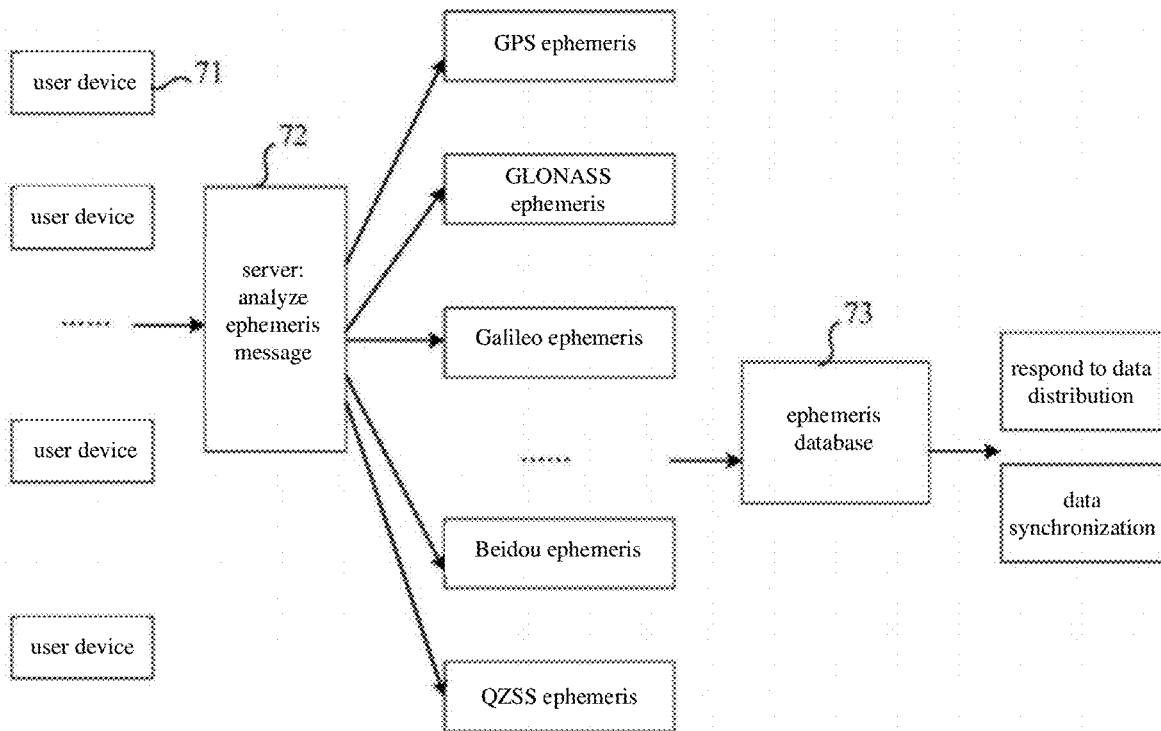 user device
71
user device
......
user device
user device
72
server:
analyze
ephemeris
message
GPS ephemeris
GLONASS
ephemeris
Galileo ephemeris
......
Beidou ephemeris
QZSS ephemeris
73
ephemeris
database
respond to data
distribution
data
synchronization